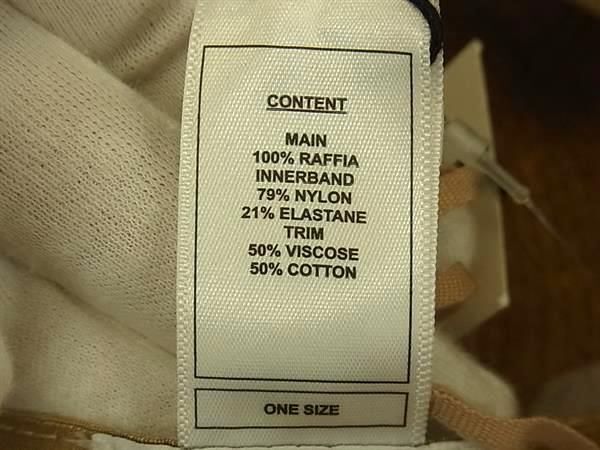 CONTENT
MAIN
100% RAFFIA
INNERBAND
79% NYLON
21% ELASTANE
TRIM
50% VISCOSE
50% COTTON
ONE SIZE